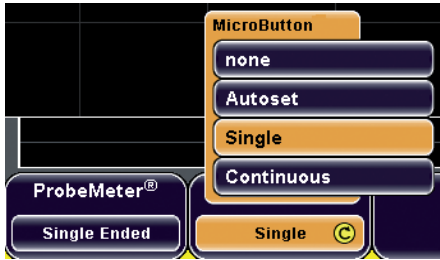 MicroButton
none
Autoset
Single
Continuous
ProbeMeter®
Single Ended
Single C